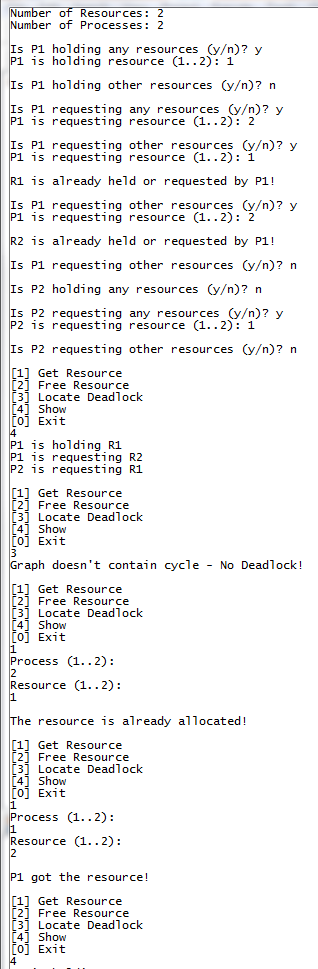 Number of Resources: 2
Number of Processes: 2
Is P1 holding any resources (y/n)? y
P1 is holding resource (1..2): 1
Is P1 holding other resources (y/n)? n
Is P1 requesting any resources (y/n)? y
P1 is requesting resource (1..2): 2
Is P1 requesting other resources (y/n)? y
P1 is requesting resource (1..2): 1
R1 is already held or requested by P1!
Is P1 requesting other resources (y/n)? y
P1 is requesting resource (1..2): 2
R2 is already held or requested by P1!
Is P1 requesting other resources (y/n)? n
Is P2 holding any resources (y/n)? n
Is P2 requesting any resources (y/n)? y
P2 is requesting resource (1..2): 1
Is P2 requesting other resources (y/n)? n
[1] Get Resource
[2] Free Resource
[3] Locate Deadlock
[4] Show
[0] Exit
4
P1 is holding R1
P1 is requesting R2
P2 is requesting R1
[1] Get Resource
[2] Free Resource
[3] Locate Deadlock
[4] Show
[0] Exit
3
Graph doesn't contain cycle - No Deadlock!
[1] Get Resource
[2] Free Resource
[3] Locate Deadlock
[4] Show
[0] Exit
1
Process (1..2):
2
Resource (1..2):
1
The resource is already allocated!
[1] Get Resource
[2] Free Resource
[3] Locate Deadlock
[4] Show
[0] Exit
1
Process (1..2):
1
Resource (1..2):
2
P1 got the resource!
[1] Get Resource
[2] Free Resource
[3] Locate Deadlock
[4] Show
[0] Exit
4